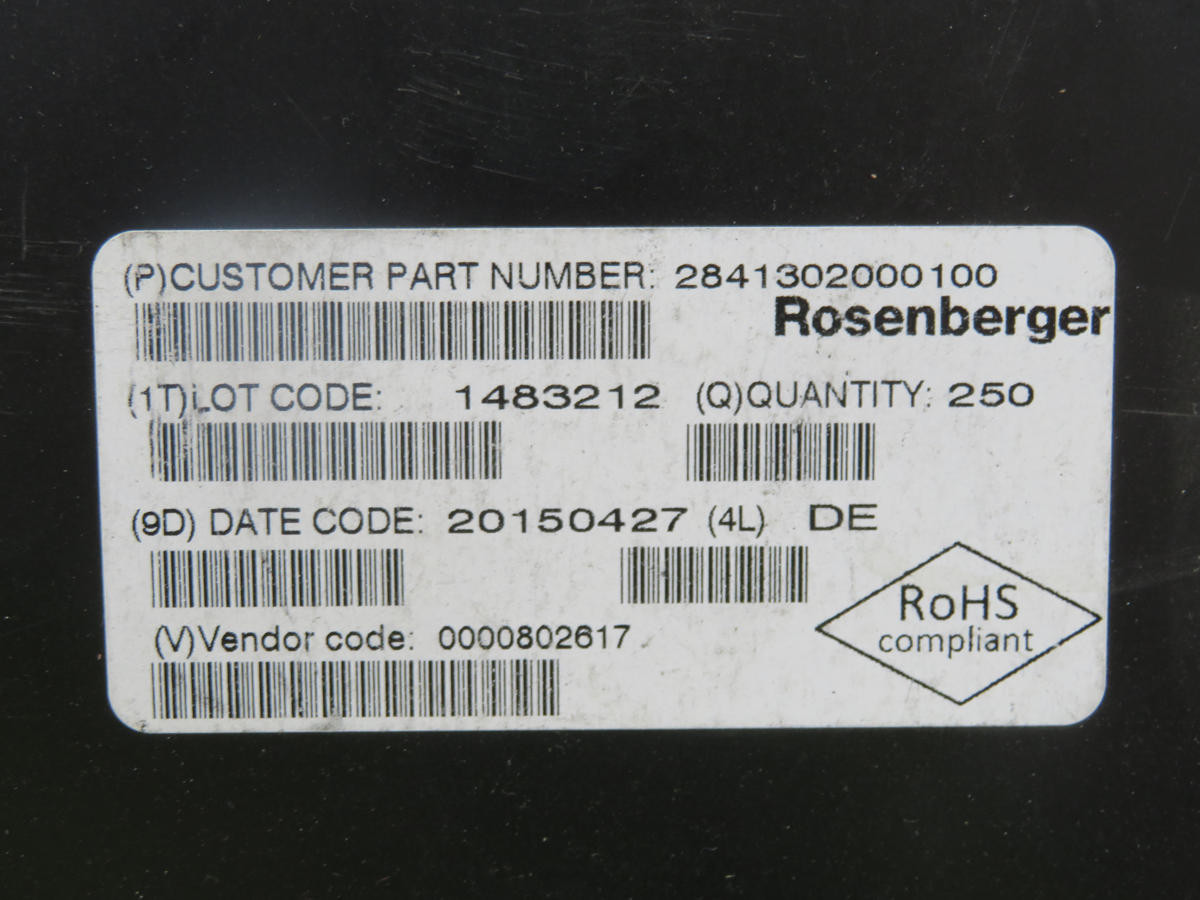 (P)CUSTOMER PART NUMBER: 2841302000100
Rosenberger
(1T)LOT CODE: 1483212 (Q)QUANTITY: 250
(9D) DATE CODE: 20150427 (4L) DE
RoHS
compliant
(V)Vendor code: 0000802617